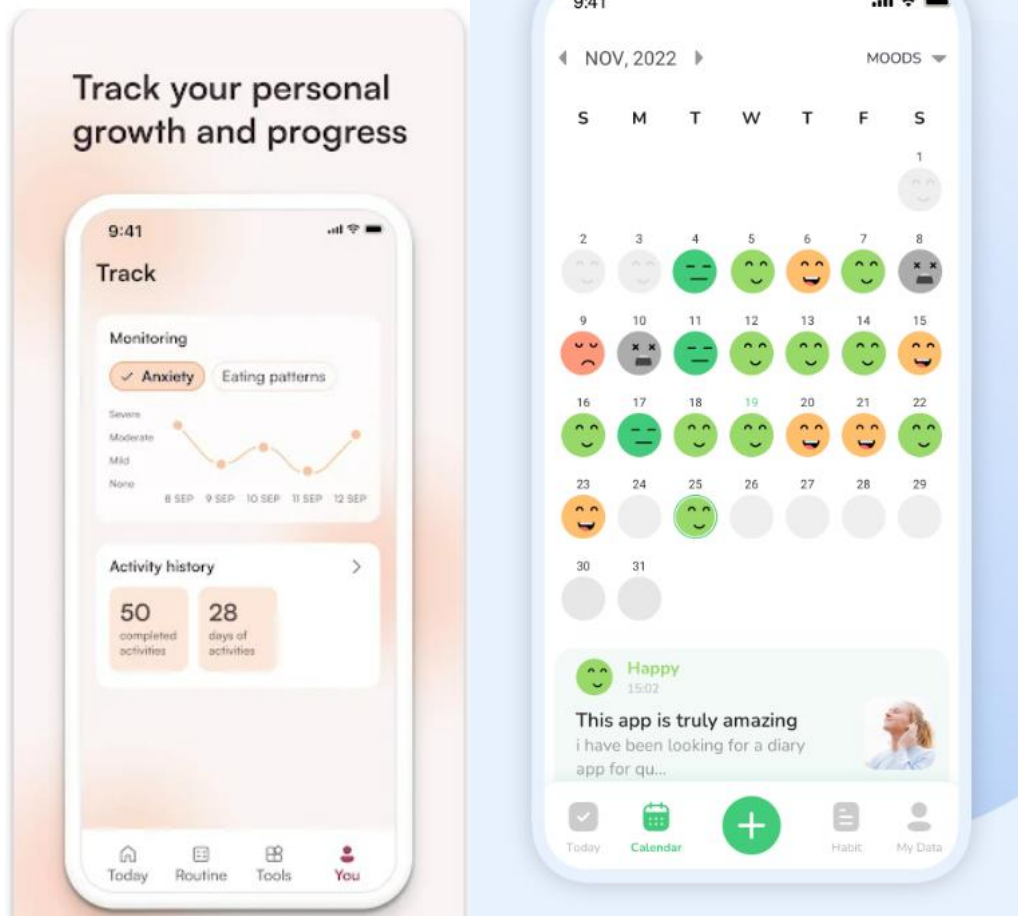 Track your personal
growth and progress
9:41
Track
Monitoring
Anxiety
Eating patterns
Severe
Moderate
Mild
None
8 SEP 9 SEP 10 SEP 11 SEP 12 SEP
Activity history
50
completed
activities
28
days of
activities
Today Routine Tools You
9:41
NOV, 2022
MOODS
S M T W T F S
1
2 3 4 5 6 7 8
9 10 11 12 13 14 15
16 17 18 19 20 21 22
23 24 25 26 27 28 29
30 31
Happy
15:02
This app is truly amazing
i have been looking for a diary
app for qu...
Today Calendar Habit My Data